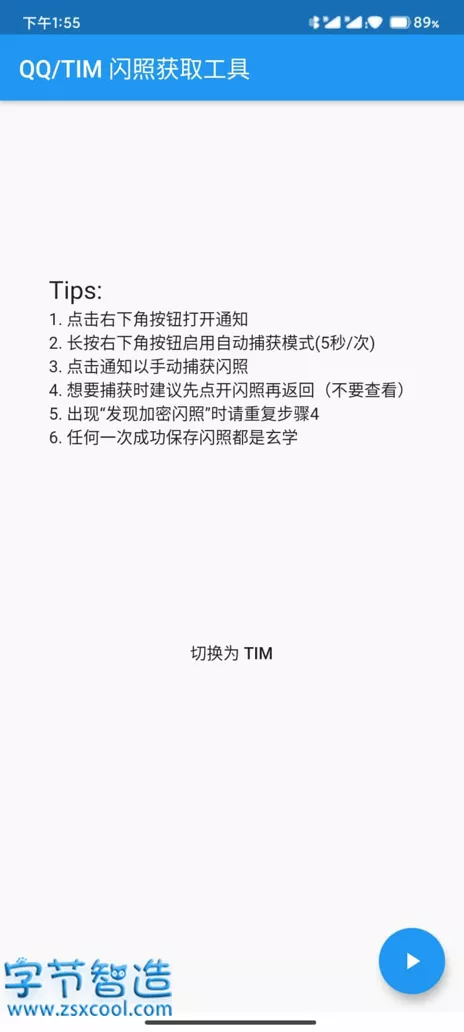 下午1:55
89%
QQ/TIM 闪照获取工具
Tips:
1. 点击右下角按钮打开通知
2. 长按右下角按钮启用自动捕获模式(5秒/次)
3. 点击通知以手动捕获闪照
4. 想要捕获时建议先点开闪照再返回（不要查看）
5. 出现“发现加密闪照”时请重复步骤4
6. 任何一次成功保存闪照都是玄学
切换为 TIM
字节智造
www.zsxcool.com